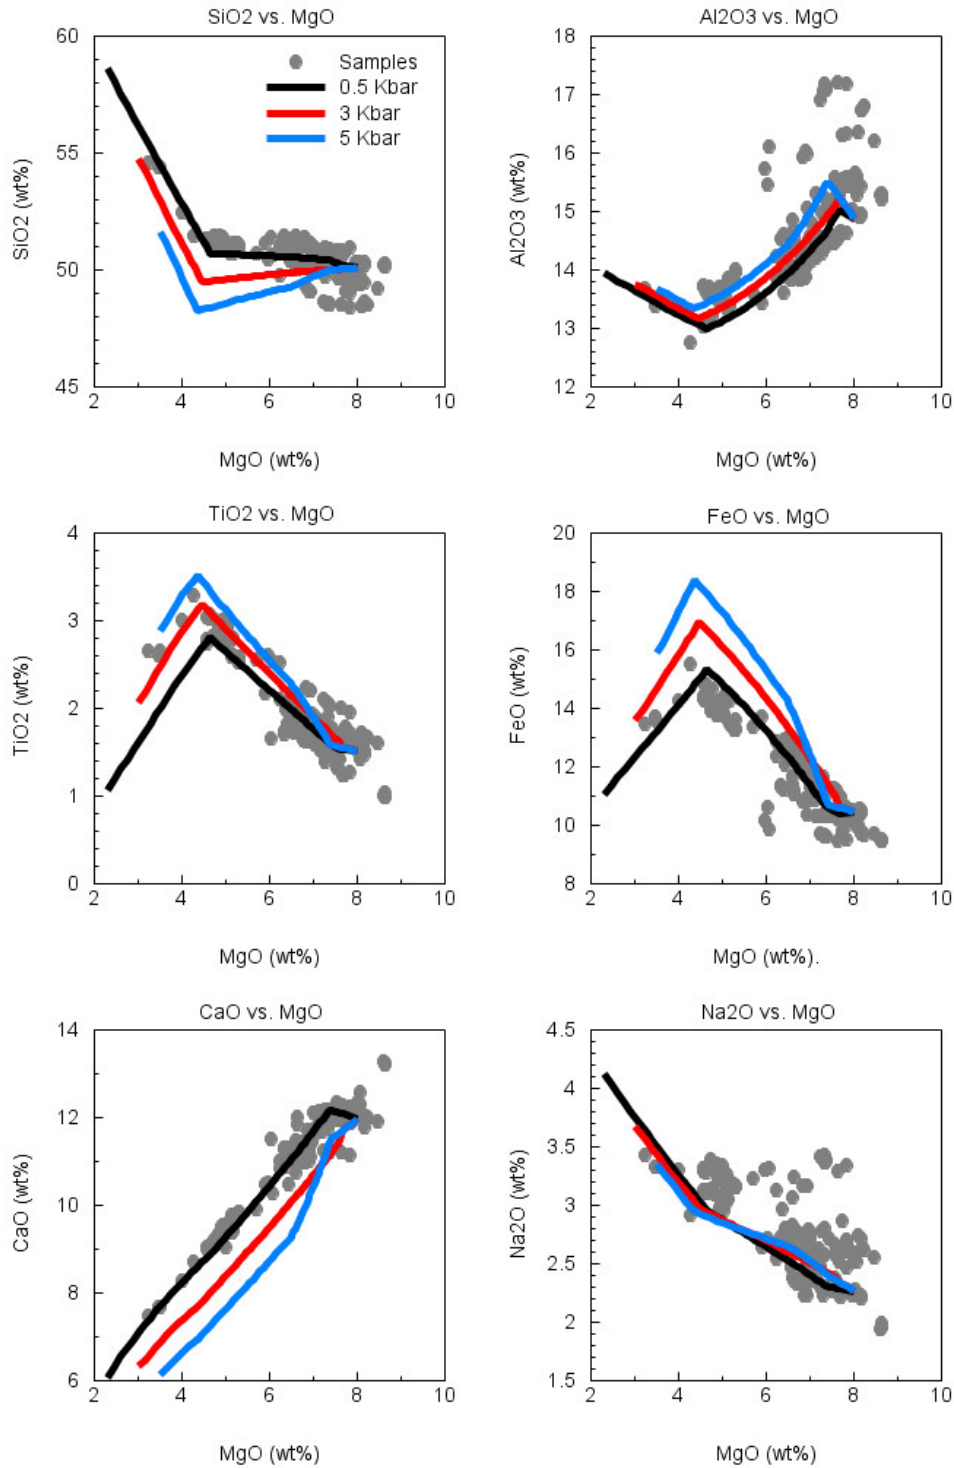 SiO2 vs. MgO
60
55
50
45
SiO2 (wt%)
Samples
0.5 Kbar
3 Kbar
5 Kbar
2 4 6 8 10
MgO (wt%)
Al2O3 vs. MgO
18
17
16
15
14
13
12
Al2O3 (wt%)
2 4 6 8 10
MgO (wt%)
TiO2 vs. MgO
4
3
2
1
0
TiO2 (wt%)
2 4 6 8 10
MgO (wt%)
FeO vs. MgO
20
18
16
14
12
10
8
FeO (wt%)
2 4 6 8 10
MgO (wt%).
CaO vs. MgO
14
12
10
8
6
CaO (wt%)
2 4 6 8 10
MgO (wt%)
Na2O vs. MgO
4.5
4
3.5
3
2.5
2
1.5
Na2O (wt%)
2 4 6 8 10
MgO (wt%)